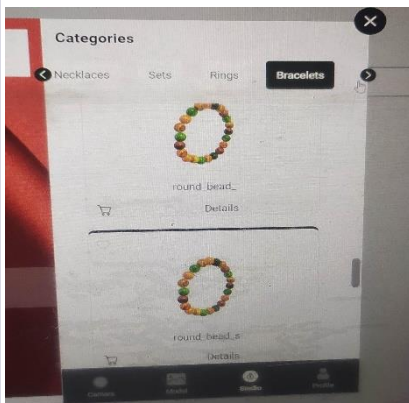 Categories
Necklaces Sets Rings Bracelets
round_bead_
Details
round_bead_s
Details
Profile